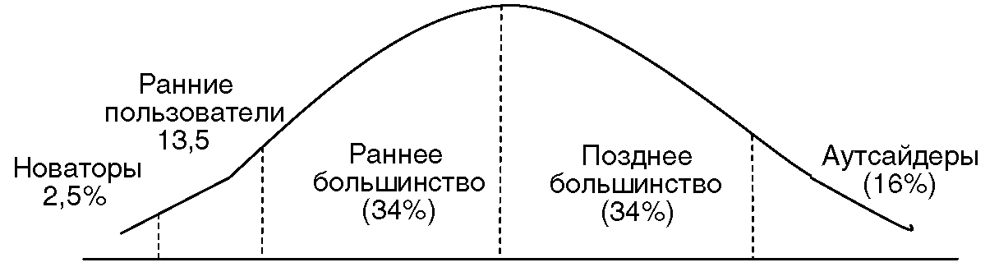 Новаторы
2,5%
Ранние
пользователи
13,5
Раннее
большинство
(34%)
Позднее
большинство
(34%)
Аутсайдеры
(16%)